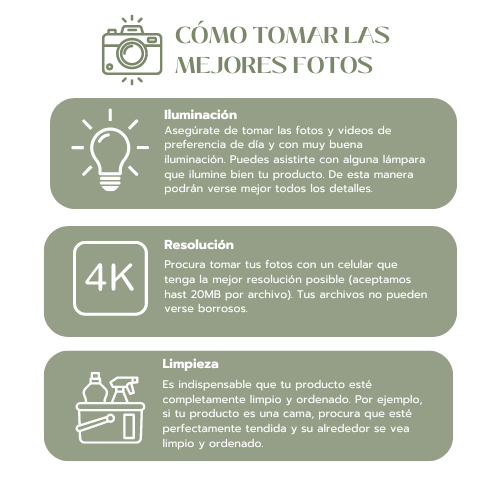 CÓMO TOMAR LAS
MEJORES FOTOS
Iluminación
Asegúrate de tomar las fotos y videos de
preferencia de día y con muy buena
iluminación. Puedes asistirte con alguna lámpara
que ilumine bien tu producto. De esta manera
podrán verse mejor todos los detalles.
4K
Resolución
Procura tomar tus fotos con un celular que
tenga la mejor resolución posible (aceptamos
hast 20MB por archivo). Tus archivos no pueden
verse borrosos.
Limpieza
Es indispensable que tu producto esté
completamente limpio y ordenado. Por ejemplo,
si tu producto es una cama, procura que esté
perfectamente tendida y su alrededor se vea
limpio y ordenado.